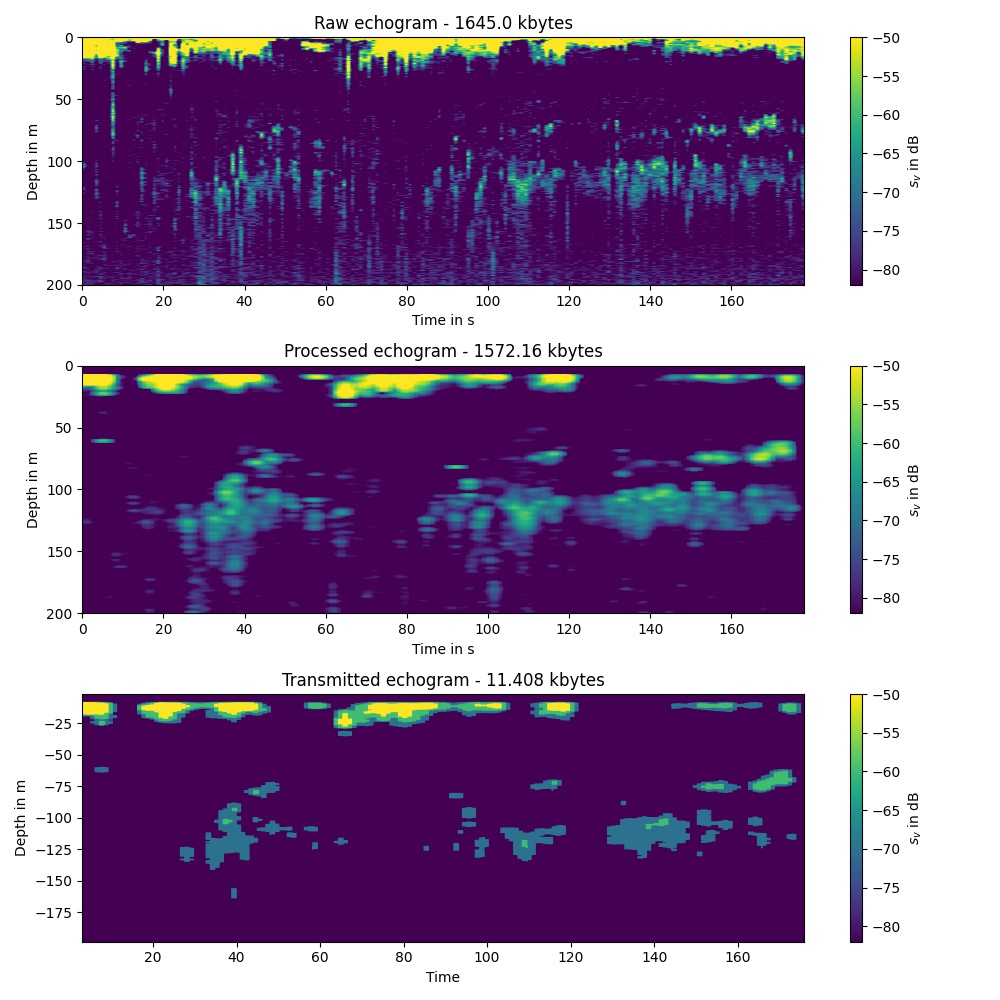 Raw echogram - 1645.0 kbytes
0
50
100
150
200
Depth in m
0 20 40 60 80 100 120 140 160
Time in s
−50
−55
−60
−65
−70
−75
−80
sᵥ in dB
Processed echogram - 1572.16 kbytes
0
50
100
150
200
Depth in m
0 20 40 60 80 100 120 140 160
Time in s
−50
−55
−60
−65
−70
−75
−80
sᵥ in dB
Transmitted echogram - 11.408 kbytes
−25
−50
−75
−100
−125
−150
−175
Depth in m
20 40 60 80 100 120 140 160
Time
−50
−55
−60
−65
−70
−75
−80
sᵥ in dB